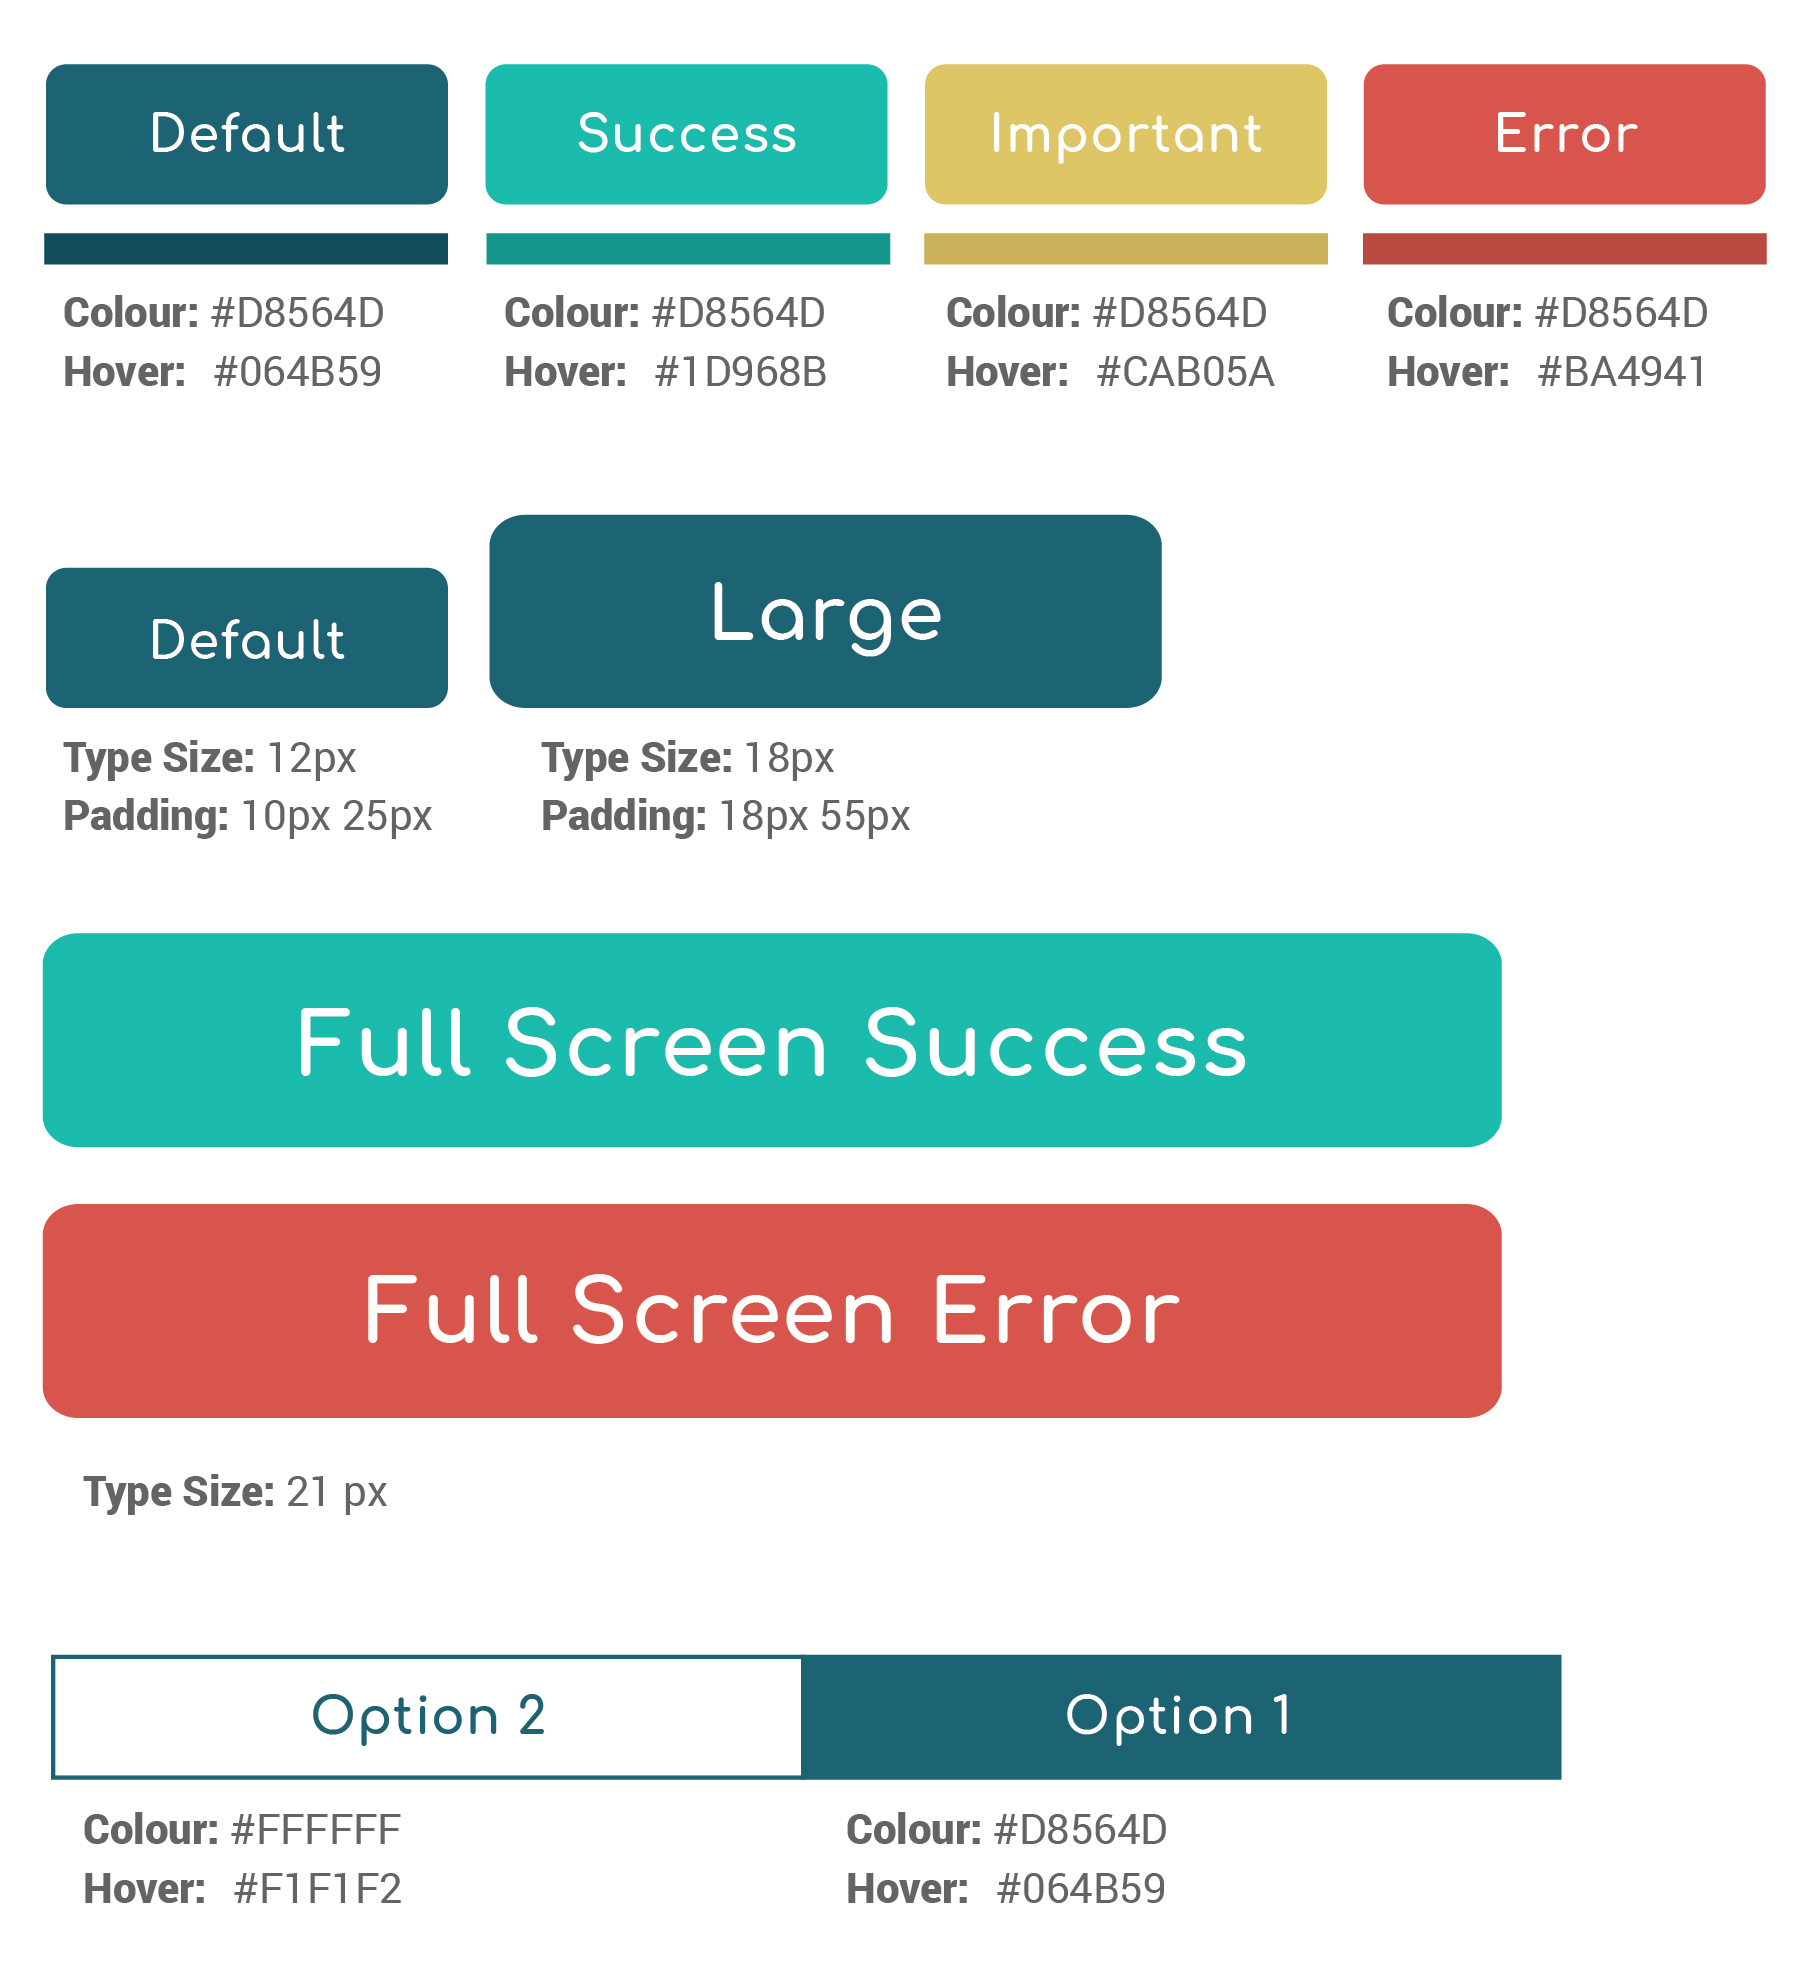 Default Success Important Error
Colour: #D8564D Colour: #D8564D Colour: #D8564D Colour: #D8564D
Hover: #064B59 Hover: #1D968B Hover: #CAB05A Hover: #BA4941
Default Large
Type Size: 12px Type Size: 18px
Padding: 10px 25px Padding: 18px 55px
Full Screen Success
Full Screen Error
Type Size: 21 px
Option 2 Option 1
Colour: #FFFFFF Colour: #D8564D
Hover: #F1F1F2 Hover: #064B59